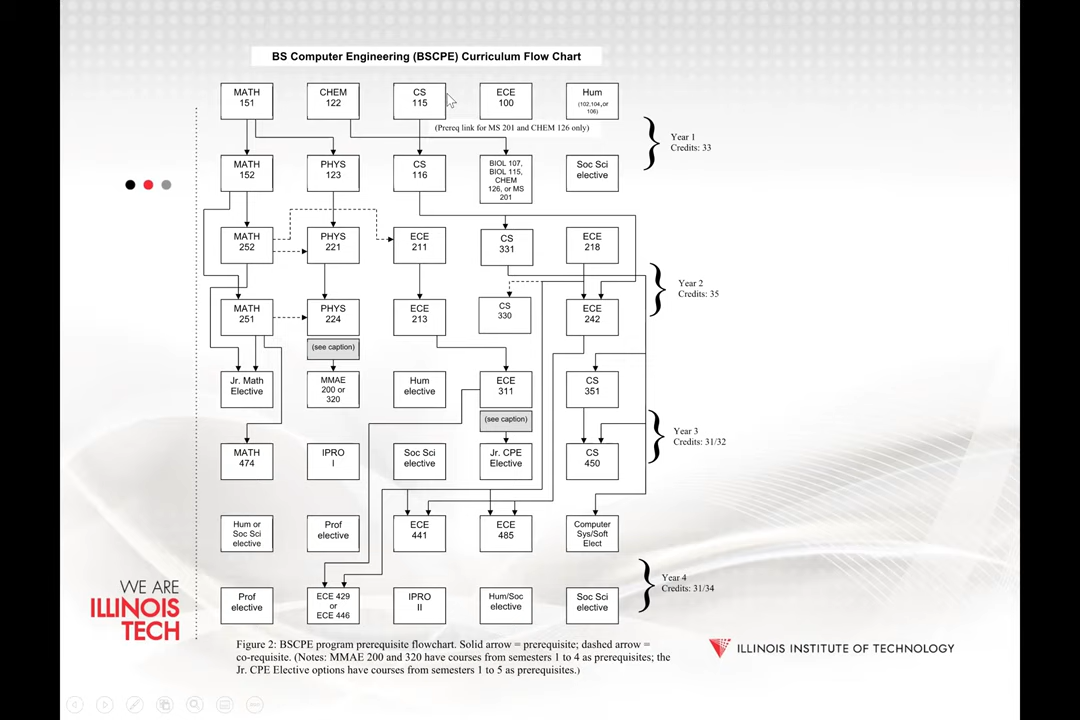 BS Computer Engineering (BSCPE) Curriculum Flow Chart
MATH
151
CHEM
122
CS
115
ECE
100
Hum
(102,104,or
106)
(Prereq link for MS 201 and CHEM 126 only)
Year 1
Credits: 33
MATH
152
PHYS
123
CS
116
BIOL 107,
BIOL 115,
CHEM
126, or MS
201
Soc Sci
elective
MATH
252
PHYS
221
ECE
211
CS
331
ECE
218
Year 2
Credits: 35
MATH
251
PHYS
224
ECE
213
CS
330
ECE
242
(see caption)
Jr. Math
Elective
MMAE
200 or
320
Hum
elective
ECE
311
CS
351
(see caption)
Year 3
Credits: 31/32
MATH
474
IPRO
I
Soc Sci
elective
Jr. CPE
Elective
CS
450
Hum or
Soc Sci
elective
Prof
elective
ECE
441
ECE
485
Computer
Sys/Soft
Elect
Year 4
Credits: 31/34
Prof
elective
ECE 429
or
ECE 446
IPRO
II
Hum/Soc
elective
Soc Sci
elective
WE ARE
ILLINOIS
TECH
Figure 2: BSCPE program prerequisite flowchart. Solid arrow = prerequisite; dashed arrow =
co-requisite. (Notes: MMAE 200 and 320 have courses from semesters 1 to 4 as prerequisites; the
Jr. CPE Elective options have courses from semesters 1 to 5 as prerequisites.)
ILLINOIS INSTITUTE OF TECHNOLOGY